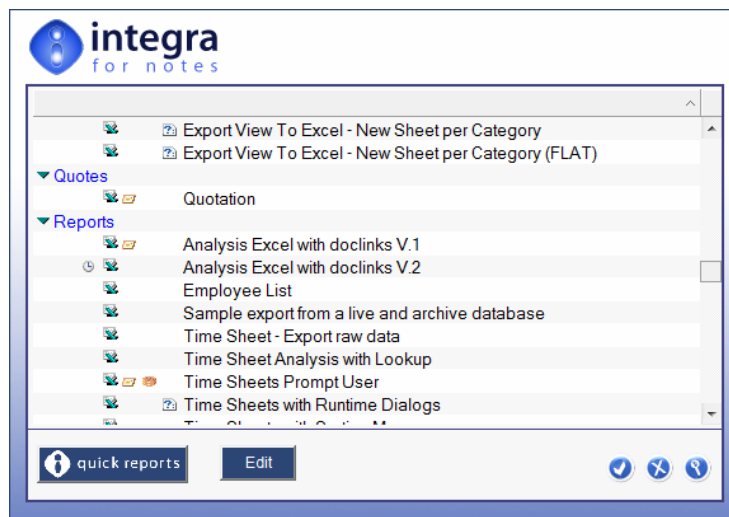 integra
for notes
Export View To Excel - New Sheet per Category
Export View To Excel - New Sheet per Category (FLAT)
Quotes
Quotation
Reports
Analysis Excel with doclinks V.1
Analysis Excel with doclinks V.2
Employee List
Sample export from a live and archive database
Time Sheet - Export raw data
Time Sheet Analysis with Lookup
Time Sheets Prompt User
Time Sheets with Runtime Dialogs
quick reports
Edit